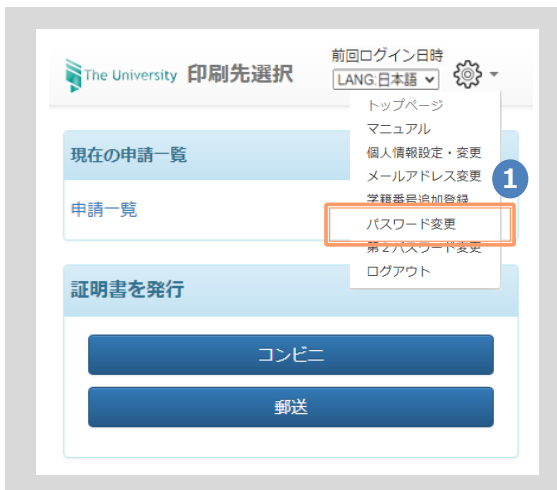 前回ログイン日時
The University 印刷先選択
LANG:日本語
トップページ
マニュアル
個人情報設定・変更
メールアドレス変更
1
学籍番号追加登録
パスワード変更
第２パスワード変更
ログアウト
現在の申請一覧
申請一覧
証明書を発行
コンビニ
郵送